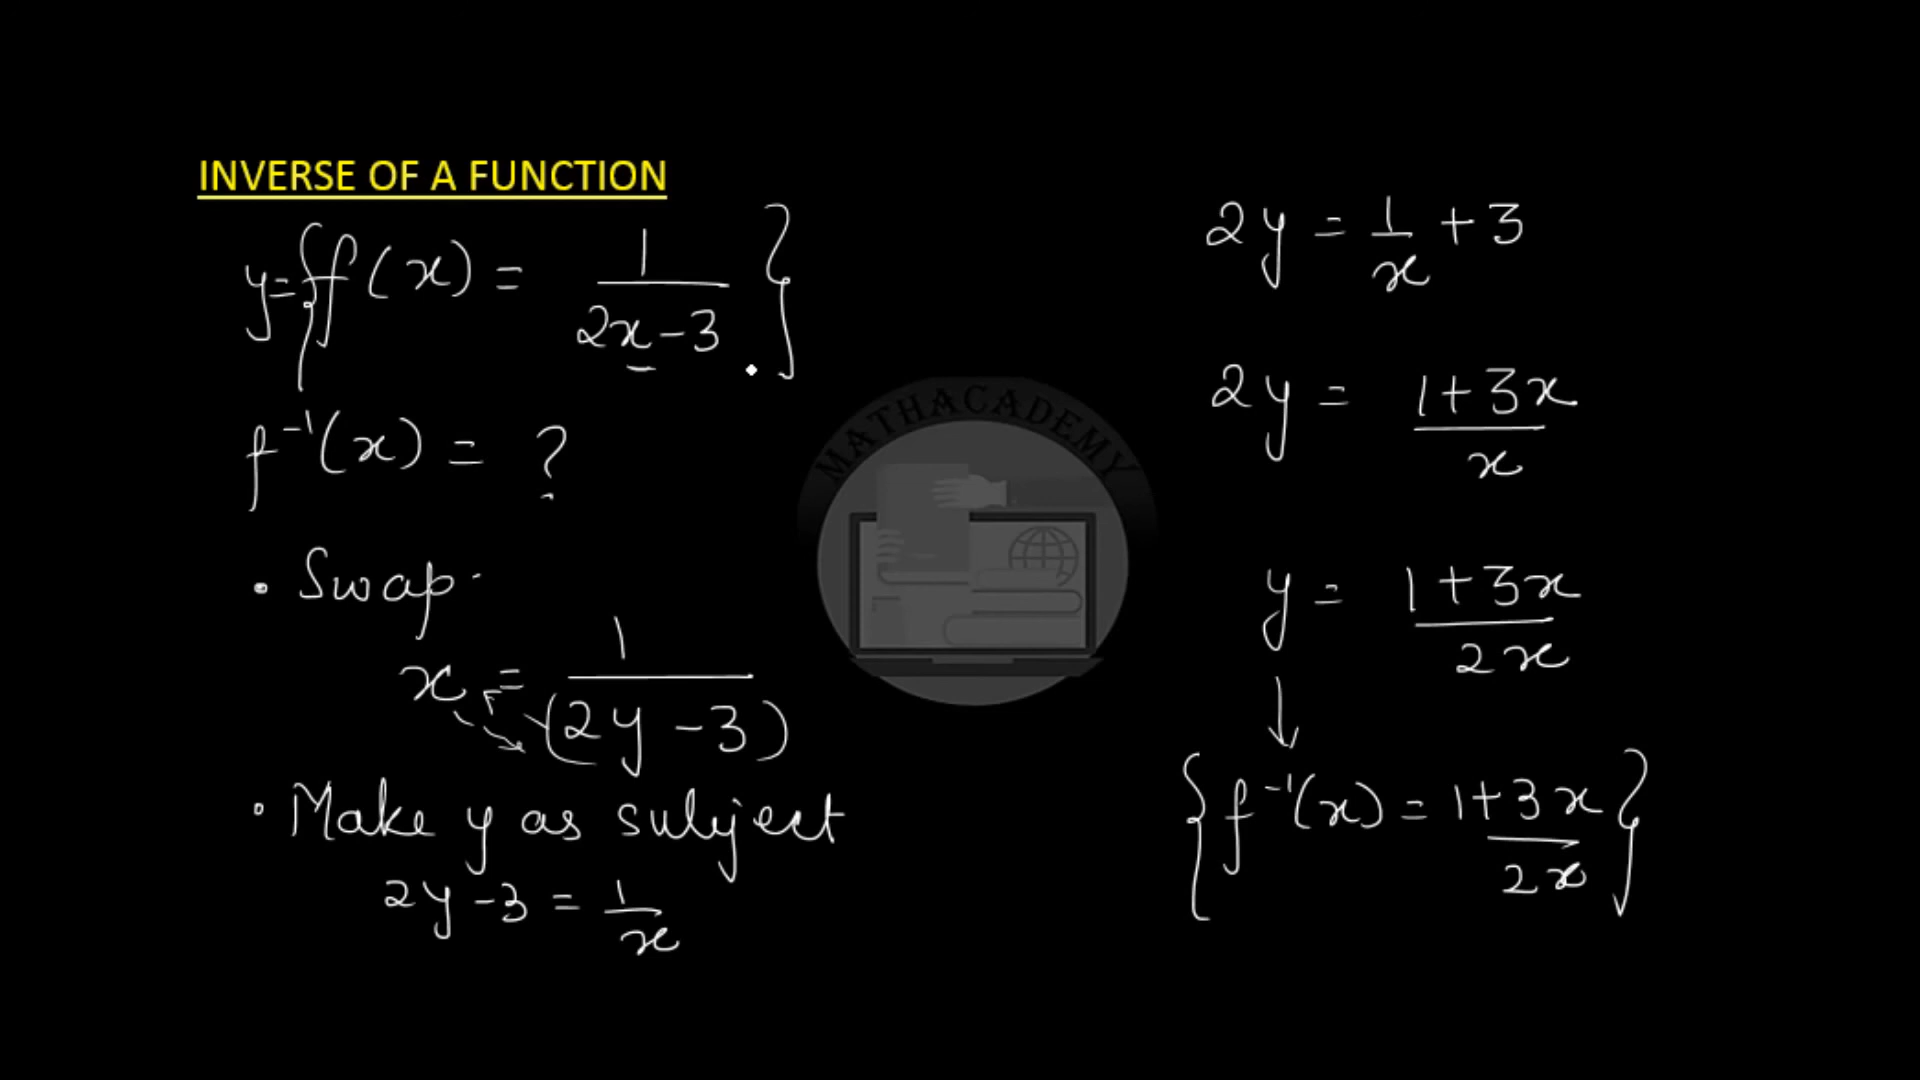 INVERSE OF A FUNCTION
y={f(x) = 1/(2x-3)}
f⁻¹(x) = ?
• Swap
x = 1/(2y-3)
• Make y as subject
2y-3 = 1/x
MATHACADEMY
2y = 1/x + 3
2y = (1+3x)/x
y = (1+3x)/2x
↓
{f⁻¹(x) = (1+3x)/2x}